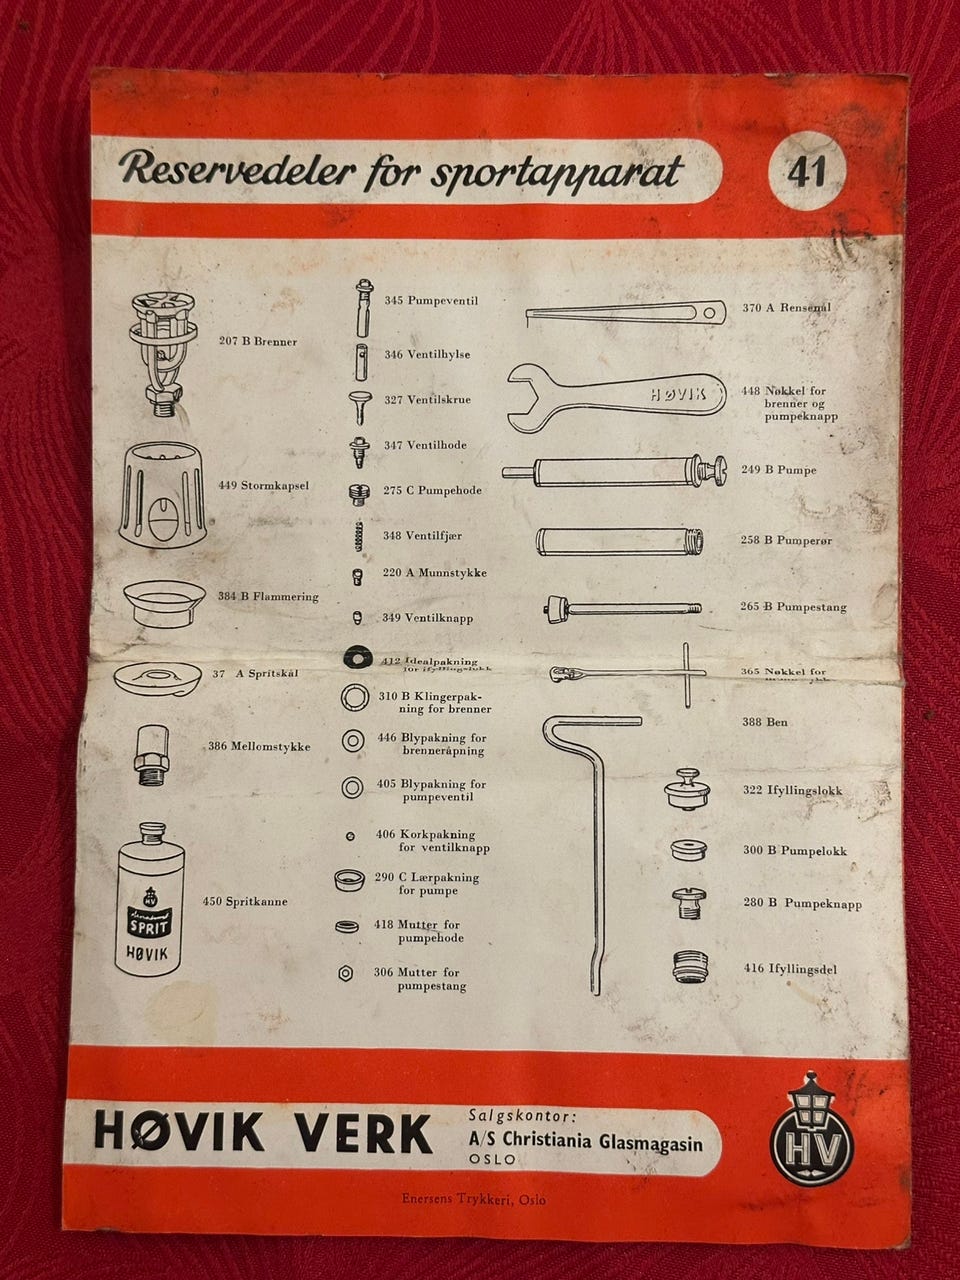 Reservedeler for sportapparat
41
207 B Brenner
449 Stormkapsel
384 B Flammering
37 A Spritskål
386 Mellomstykke
HV
SPRIT
HØVIK
450 Spritkanne
345 Pumpeventil
346 Ventilhylse
327 Ventilskrue
347 Ventilhode
275 C Pumpehode
348 Ventilfjær
220 A Munnstykke
349 Ventilknapp
412 Idealpakning
for ifyllingslokk
310 B Klingerpak-
ning for brenner
446 Blypakning for
brenneråpning
405 Blypakning for
pumpeventil
406 Korkpakning
for ventilknapp
290 C Lærpakning
for pumpe
418 Mutter for
pumpehode
306 Mutter for
pumpestang
370 A Rensenål
HØVIK
448 Nøkkel for
brenner og
pumpeknapp
249 B Pumpe
258 B Pumperør
265 B Pumpestang
365 Nøkkel for
388 Ben
322 Ifyllingslokk
300 B Pumpelokk
280 B Pumpeknapp
416 Ifyllingsdel
HØVIK VERK
Salgskontor:
A/S Christiania Glasmagasin
OSLO
HV
Enersens Trykkeri, Oslo